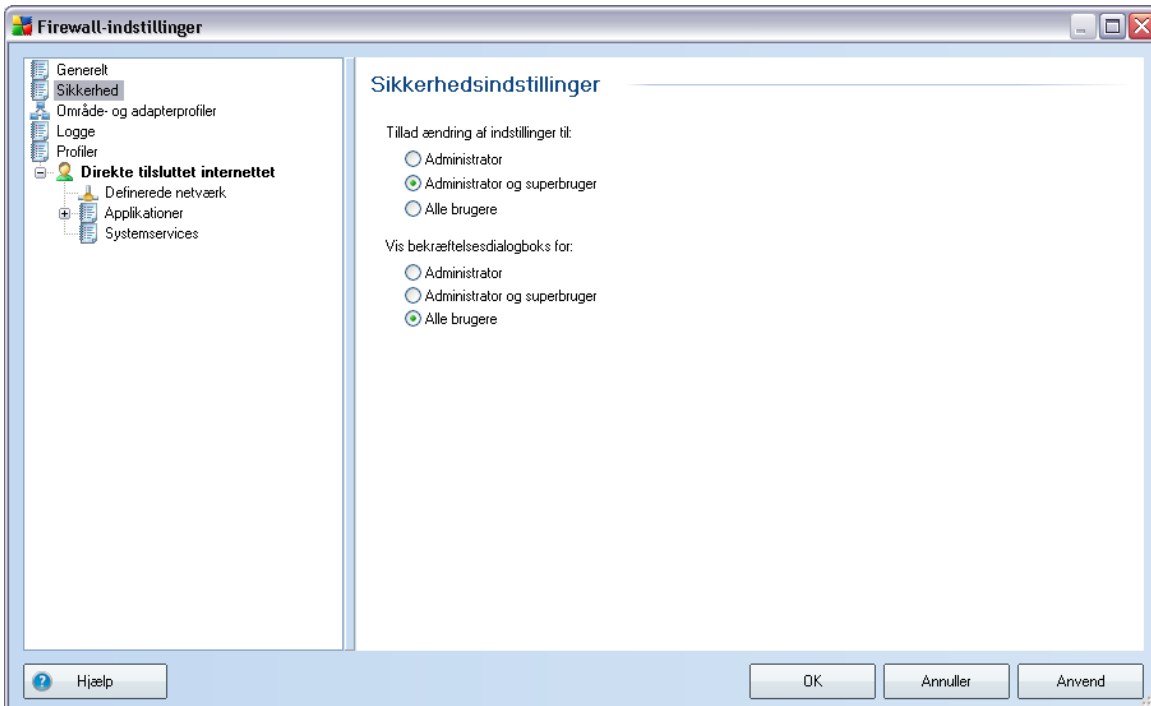 Firewall-indstillinger
Generelt
Sikkerhed
Område- og adapterprofiler
Logge
Profiler
Direkte tilsluttet internettet
Definerede netværk
Applikationer
Systemservices
Sikkerhedsindstillinger
Tillad ændring af indstillinger til:
Administrator
Administrator og superbruger
Alle brugere
Vis bekræftelsesdialogboks for:
Administrator
Administrator og superbruger
Alle brugere
Hjælp
OK
Annuller
Anvend